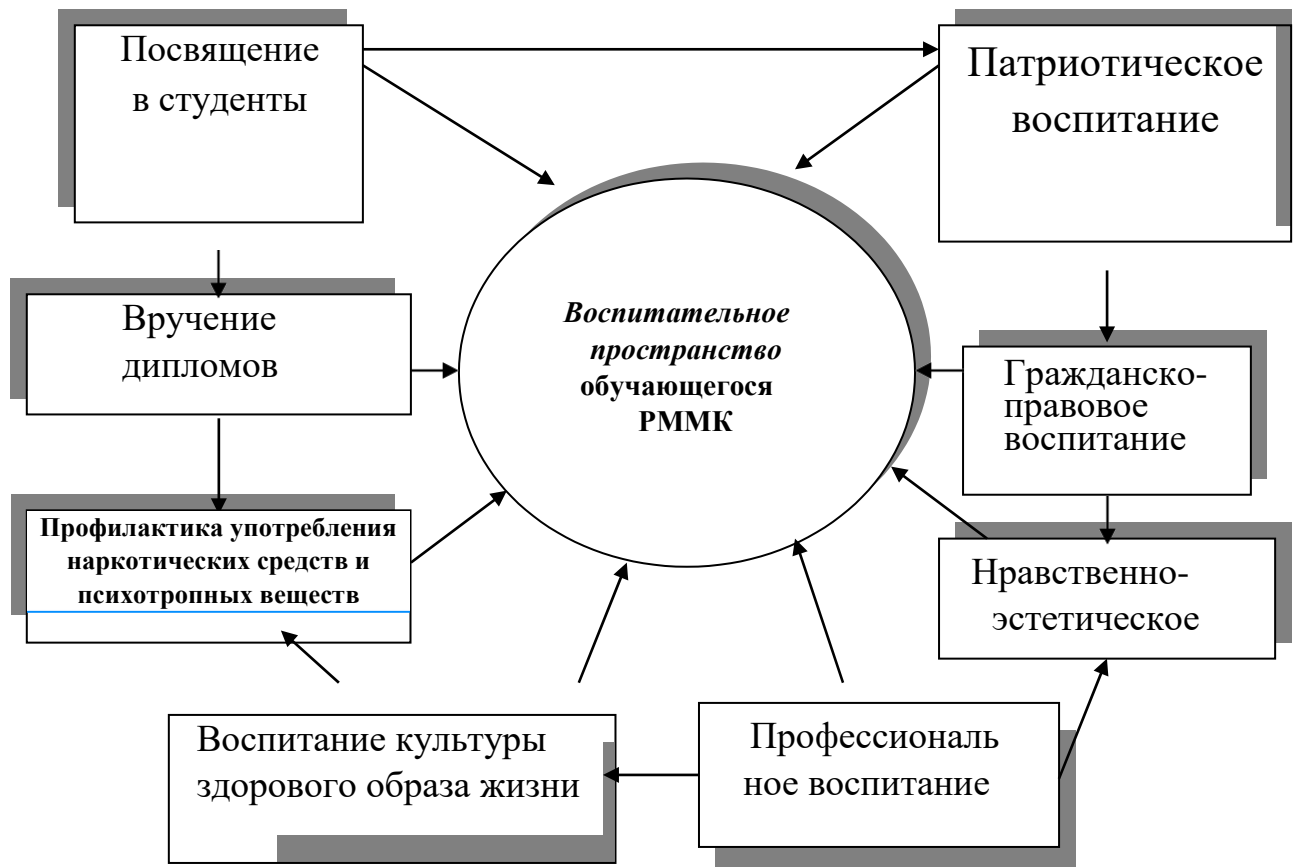 Посвящение
в студенты
Патриотическое
воспитание
Вручение
дипломов
Воспитательное
пространство
обучающегося
РММК
Гражданско-
правовое
воспитание
Профилактика употребления
наркотических средств и
психотропных веществ
Нравственно-
эстетическое
Воспитание культуры
здорового образа жизни
Профессиональ
ное воспитание